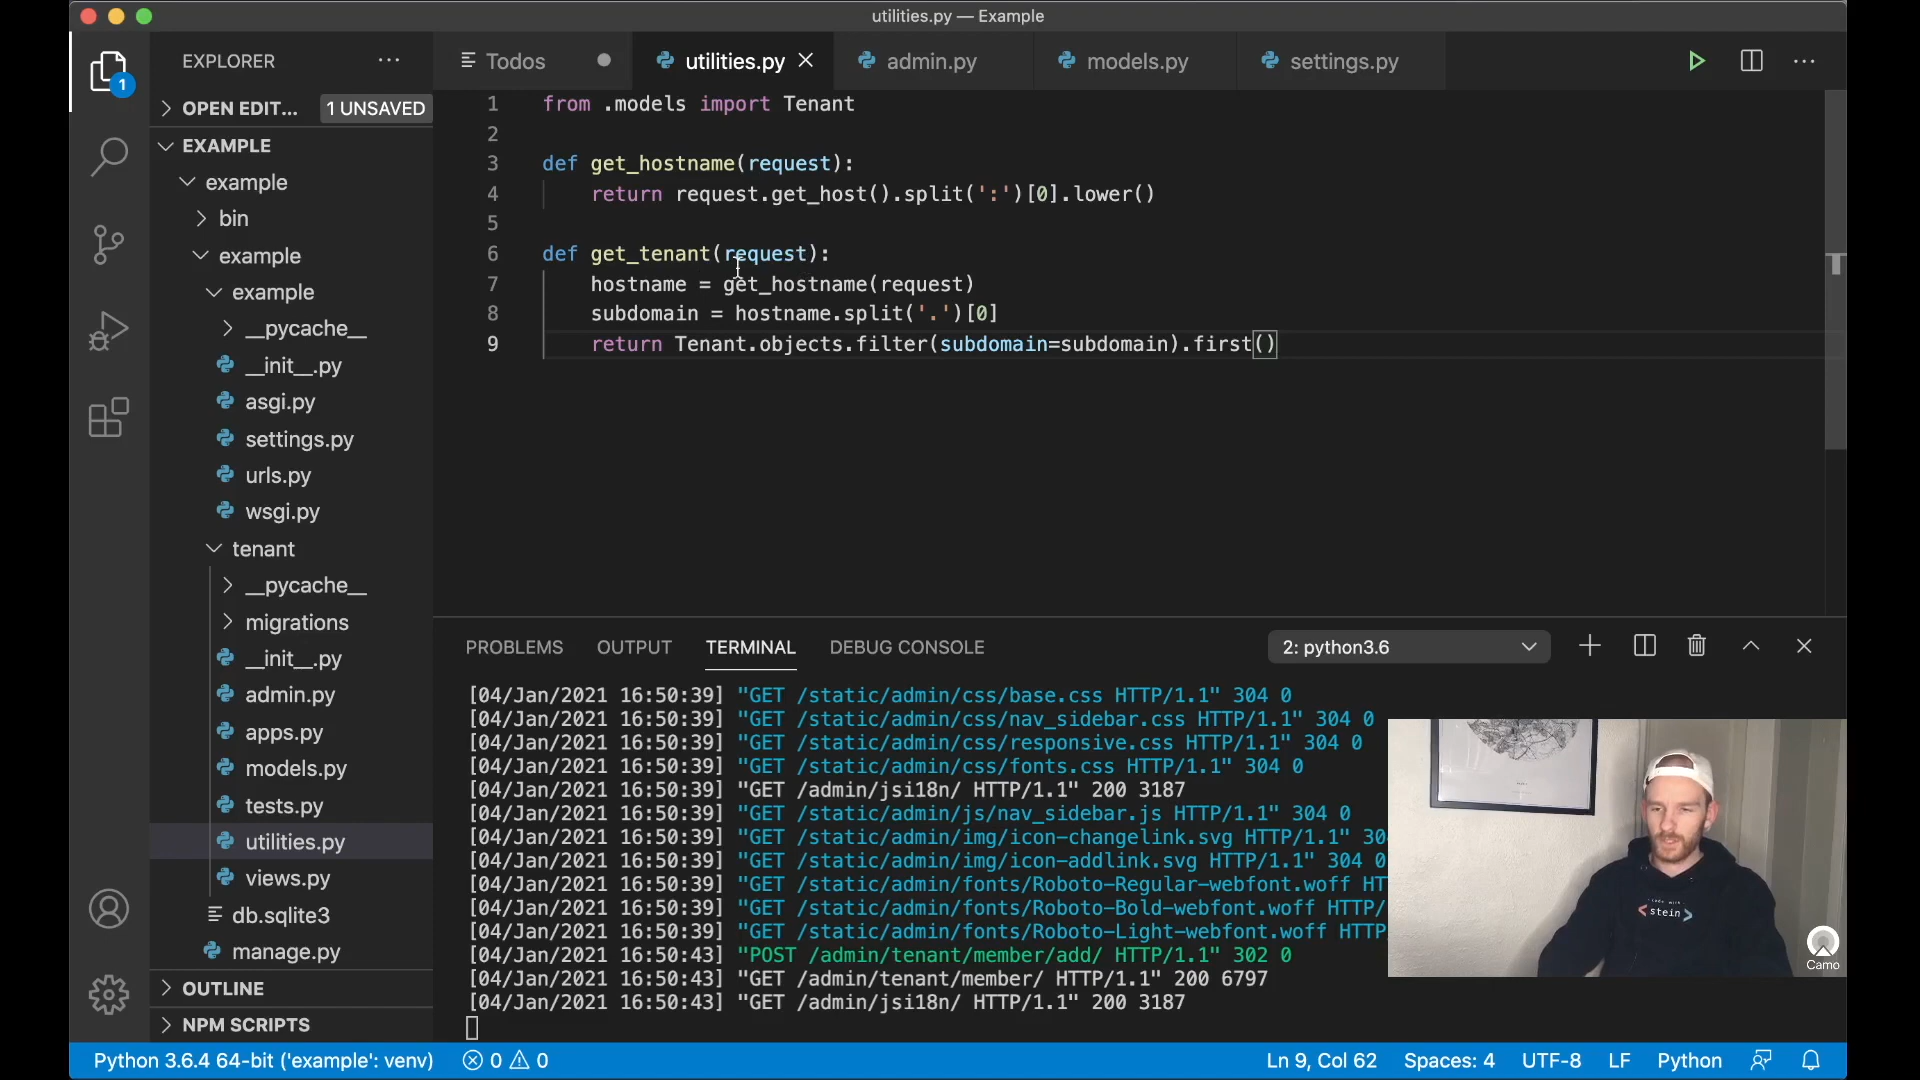 utilities.py — Example
EXPLORER
Todos
utilities.py
admin.py
models.py
settings.py
1
OPEN EDIT...
1 UNSAVED
EXAMPLE
example
bin
example
example
__pycache__
__init__.py
asgi.py
settings.py
urls.py
wsgi.py
tenant
__pycache__
migrations
__init__.py
admin.py
apps.py
models.py
tests.py
utilities.py
views.py
db.sqlite3
manage.py
OUTLINE
NPM SCRIPTS
1 from .models import Tenant
2
3 def get_hostname(request):
4 return request.get_host().split(':')[0].lower()
5
6 def get_tenant(request):
7 hostname = get_hostname(request)
8 subdomain = hostname.split('.')[0]
9 return Tenant.objects.filter(subdomain=subdomain).first()
PROBLEMS OUTPUT TERMINAL DEBUG CONSOLE 2: python3.6
[04/Jan/2021 16:50:39] "GET /static/admin/css/base.css HTTP/1.1" 304 0
[04/Jan/2021 16:50:39] "GET /static/admin/css/nav_sidebar.css HTTP/1.1" 304 0
[04/Jan/2021 16:50:39] "GET /static/admin/css/responsive.css HTTP/1.1" 304 0
[04/Jan/2021 16:50:39] "GET /static/admin/css/fonts.css HTTP/1.1" 304 0
[04/Jan/2021 16:50:39] "GET /admin/jsi18n/ HTTP/1.1" 200 3187
[04/Jan/2021 16:50:39] "GET /static/admin/js/nav_sidebar.js HTTP/1.1" 304 0
[04/Jan/2021 16:50:39] "GET /static/admin/img/icon-changelink.svg HTTP/1.1" 30
[04/Jan/2021 16:50:39] "GET /static/admin/img/icon-addlink.svg HTTP/1.1" 304 0
[04/Jan/2021 16:50:39] "GET /static/admin/fonts/Roboto-Regular-webfont.woff HT
[04/Jan/2021 16:50:39] "GET /static/admin/fonts/Roboto-Bold-webfont.woff HTTP/
[04/Jan/2021 16:50:39] "GET /static/admin/fonts/Roboto-Light-webfont.woff HTTP
[04/Jan/2021 16:50:43] "POST /admin/tenant/member/add/ HTTP/1.1" 302 0
[04/Jan/2021 16:50:43] "GET /admin/tenant/member/ HTTP/1.1" 200 6797
[04/Jan/2021 16:50:43] "GET /admin/jsi18n/ HTTP/1.1" 200 3187
code with
<stein>
Camo
Python 3.6.4 64-bit ('example': venv) 0 0 Ln 9, Col 62 Spaces: 4 UTF-8 LF Python